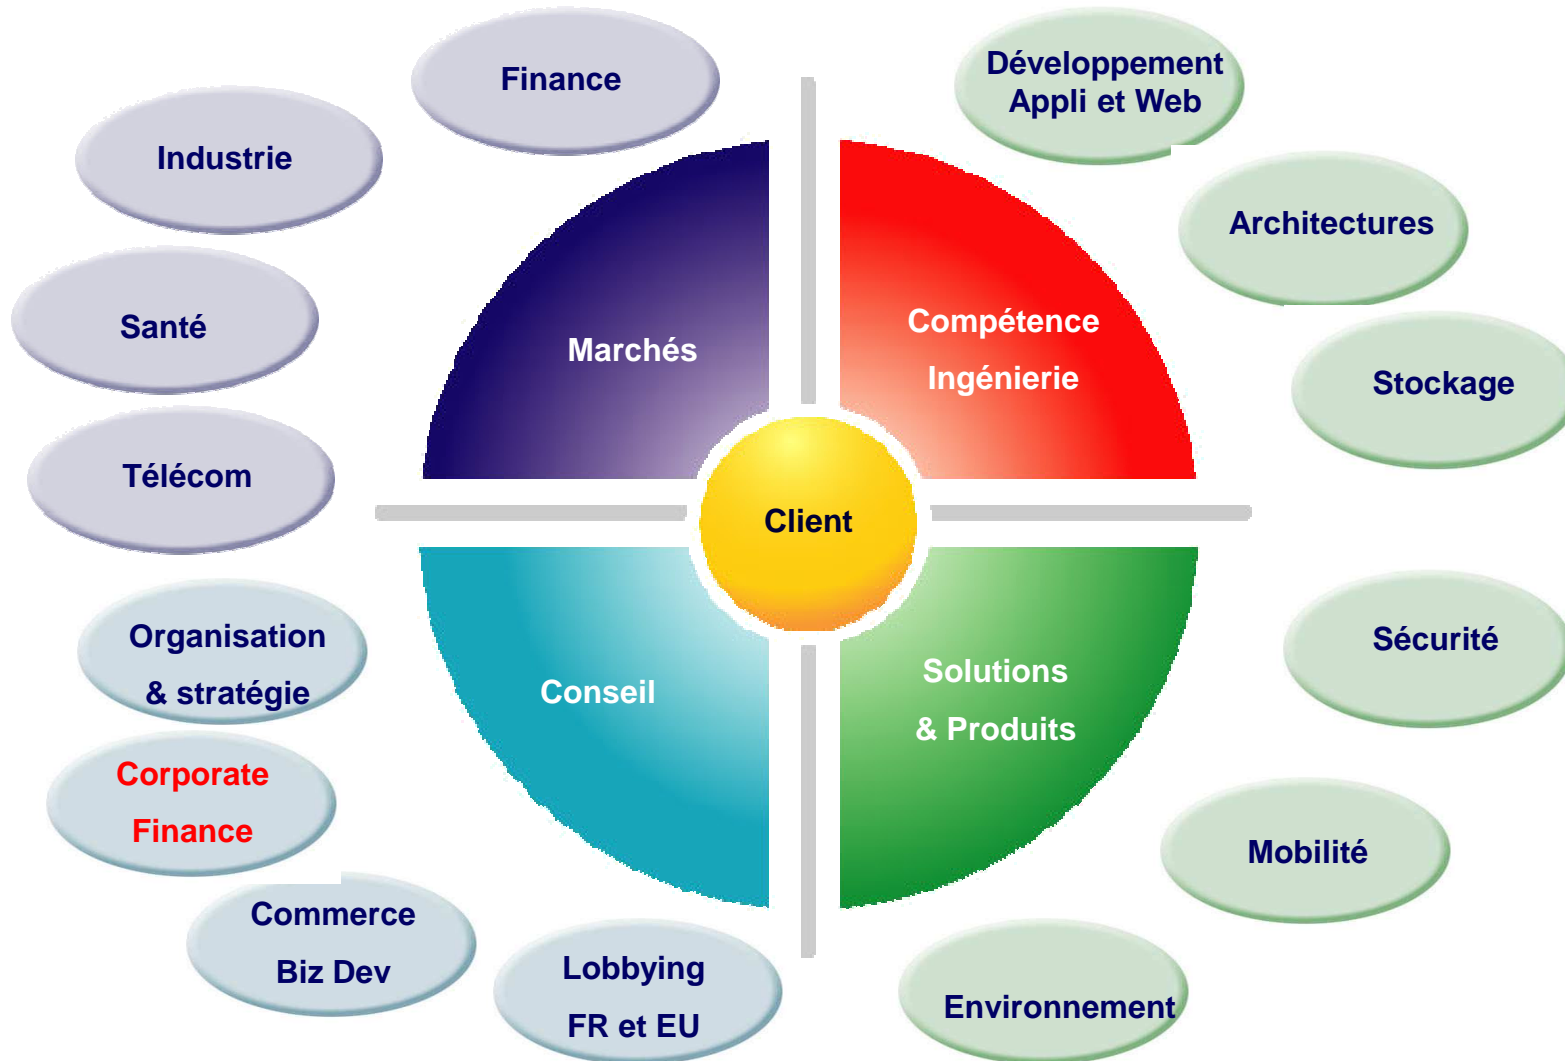 Finance
Industrie
Santé
Télécom
Marchés
Développement
Appli et Web
Architectures
Stockage
Compétence
Ingénierie
Client
Organisation
& stratégie
Corporate
Finance
Commerce
Biz Dev
Lobbying
FR et EU
Conseil
Solutions
& Produits
Sécurité
Mobilité
Environnement